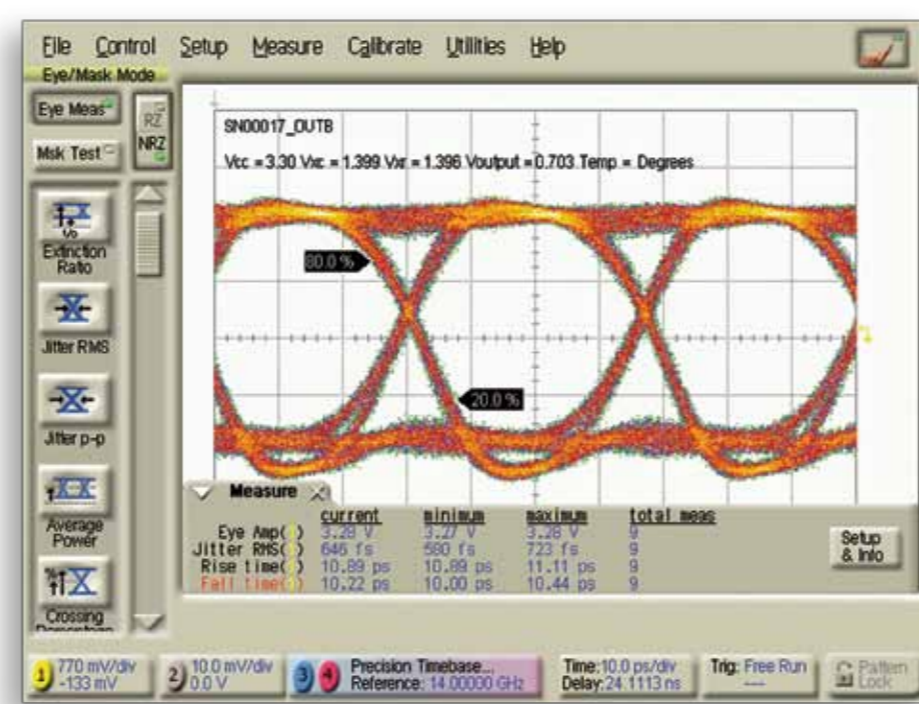 File Control Setup Measure Calibrate Utilities Help
Eye/Mask Mode
Eye Meas
RZ
NRZ
Msk Test
Extinction
Ratio
Jitter RMS
Jitter p-p
Average
Power
Crossing
SN00017_OUTB
Vcc =3.30 Vxc = 1.399 Vxr = 1.396 Voutput =0.703 Temp = Degrees
80.0 %
20.0 %
Measure
current minimum maximum total meas
Eye Amp( ) 3.28 V 3.27 V 3.28 V 9
Jitter RMS( ) 646 fs 580 fs 723 fs 9
Rise time( ) 10.89 ps 10.89 ps 11.11 ps 9
Fall time( ) 10.22 ps 10.00 ps 10.44 ps 9
Setup
& Info
1 770 mV/div
-133 mV
2 10.0 mV/div
0.0 V
3 4 Precision Timebase...
Reference: 14.00000 GHz
Time:10.0 ps/div
Delay:24.1113 ns
Trig: Free Run
---
Pattern
Lock